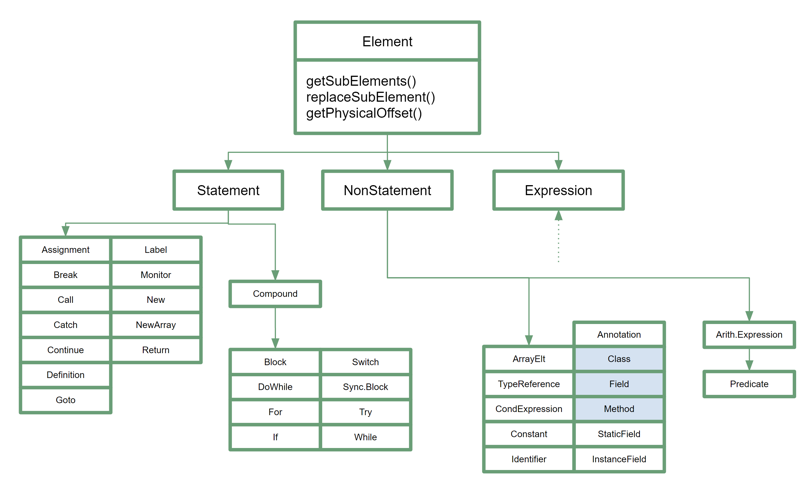 Element
getSubElements()
replaceSubElement()
getPhysicalOffset()
Statement
NonStatement
Expression
Assignment
Label
Break
Monitor
Call
New
Catch
NewArray
Continue
Return
Definition
Goto
Compound
Block
Switch
DoWhile
Sync.Block
For
Try
If
While
Annotation
ArrayElt
Class
TypeReference
Field
CondExpression
Method
Constant
StaticField
Identifier
InstanceField
Arith.Expression
Predicate